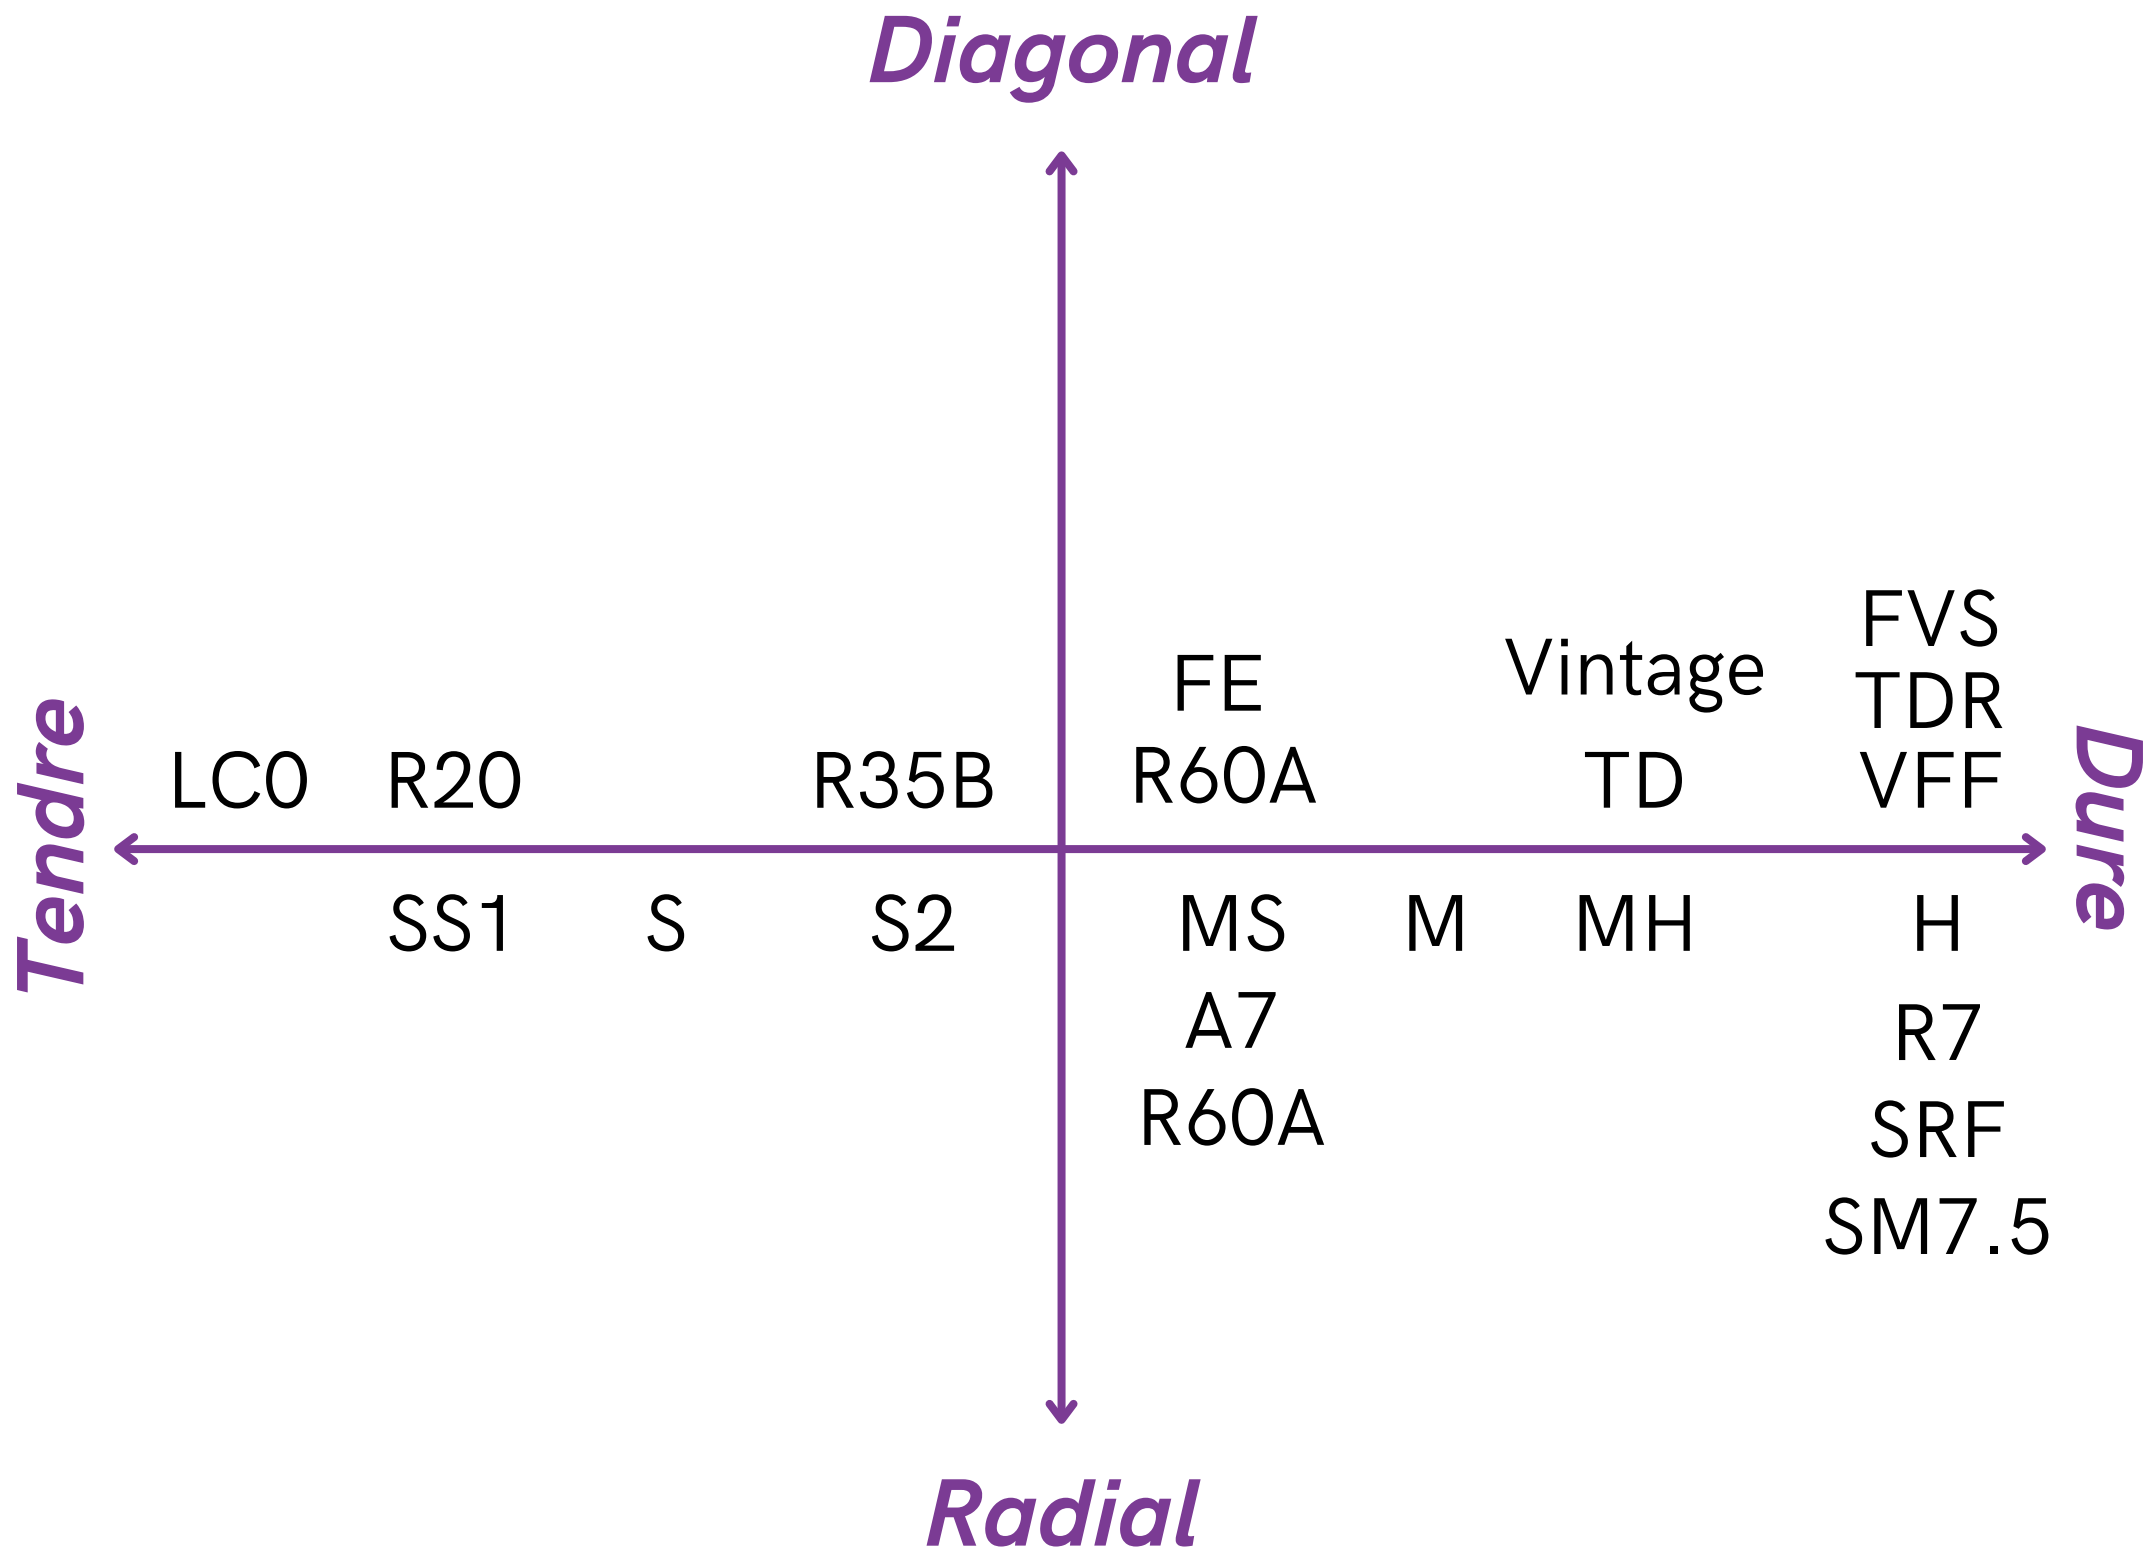 Diagonal
FVS
Vintage
FE
TDR
LC0
R20
R35B
R60A
TD
VFF
Tendre
Dure
SS1
S
S2
MS
M
MH
H
A7
R7
R60A
SRF
SM7.5
Radial